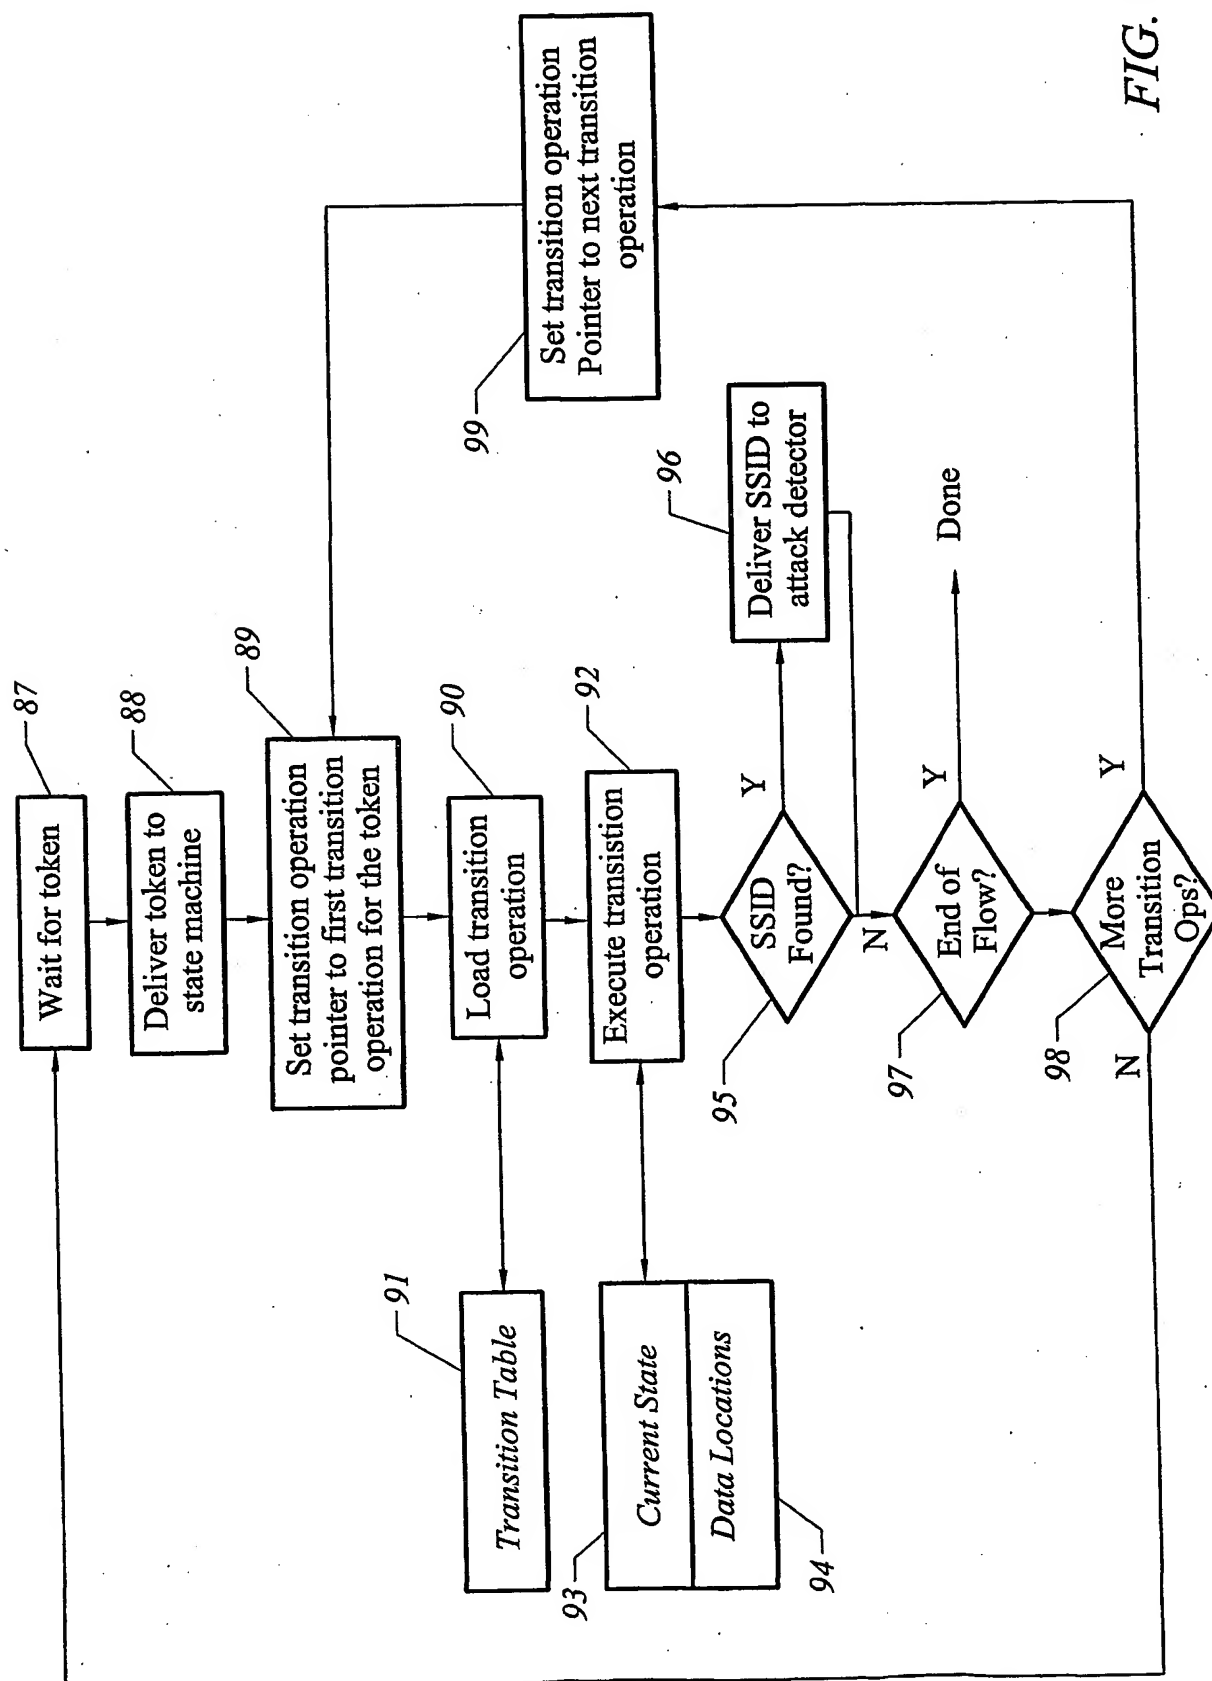 87
Wait for token
88
Deliver token to
state machine
89
Set transition operation
pointer to first transition
operation for the token
90
Load transition
operation
91
Transition Table
92
Execute transistion
operation
93
Current State
Data Locations
94
95
SSID
Found?
Y
N
96
Deliver SSID to
attack detector
97
End of
Flow?
Y
Done
98
More
Transition
Ops?
Y
N
99
Set transition operation
Pointer to next transition
operation
FIG.